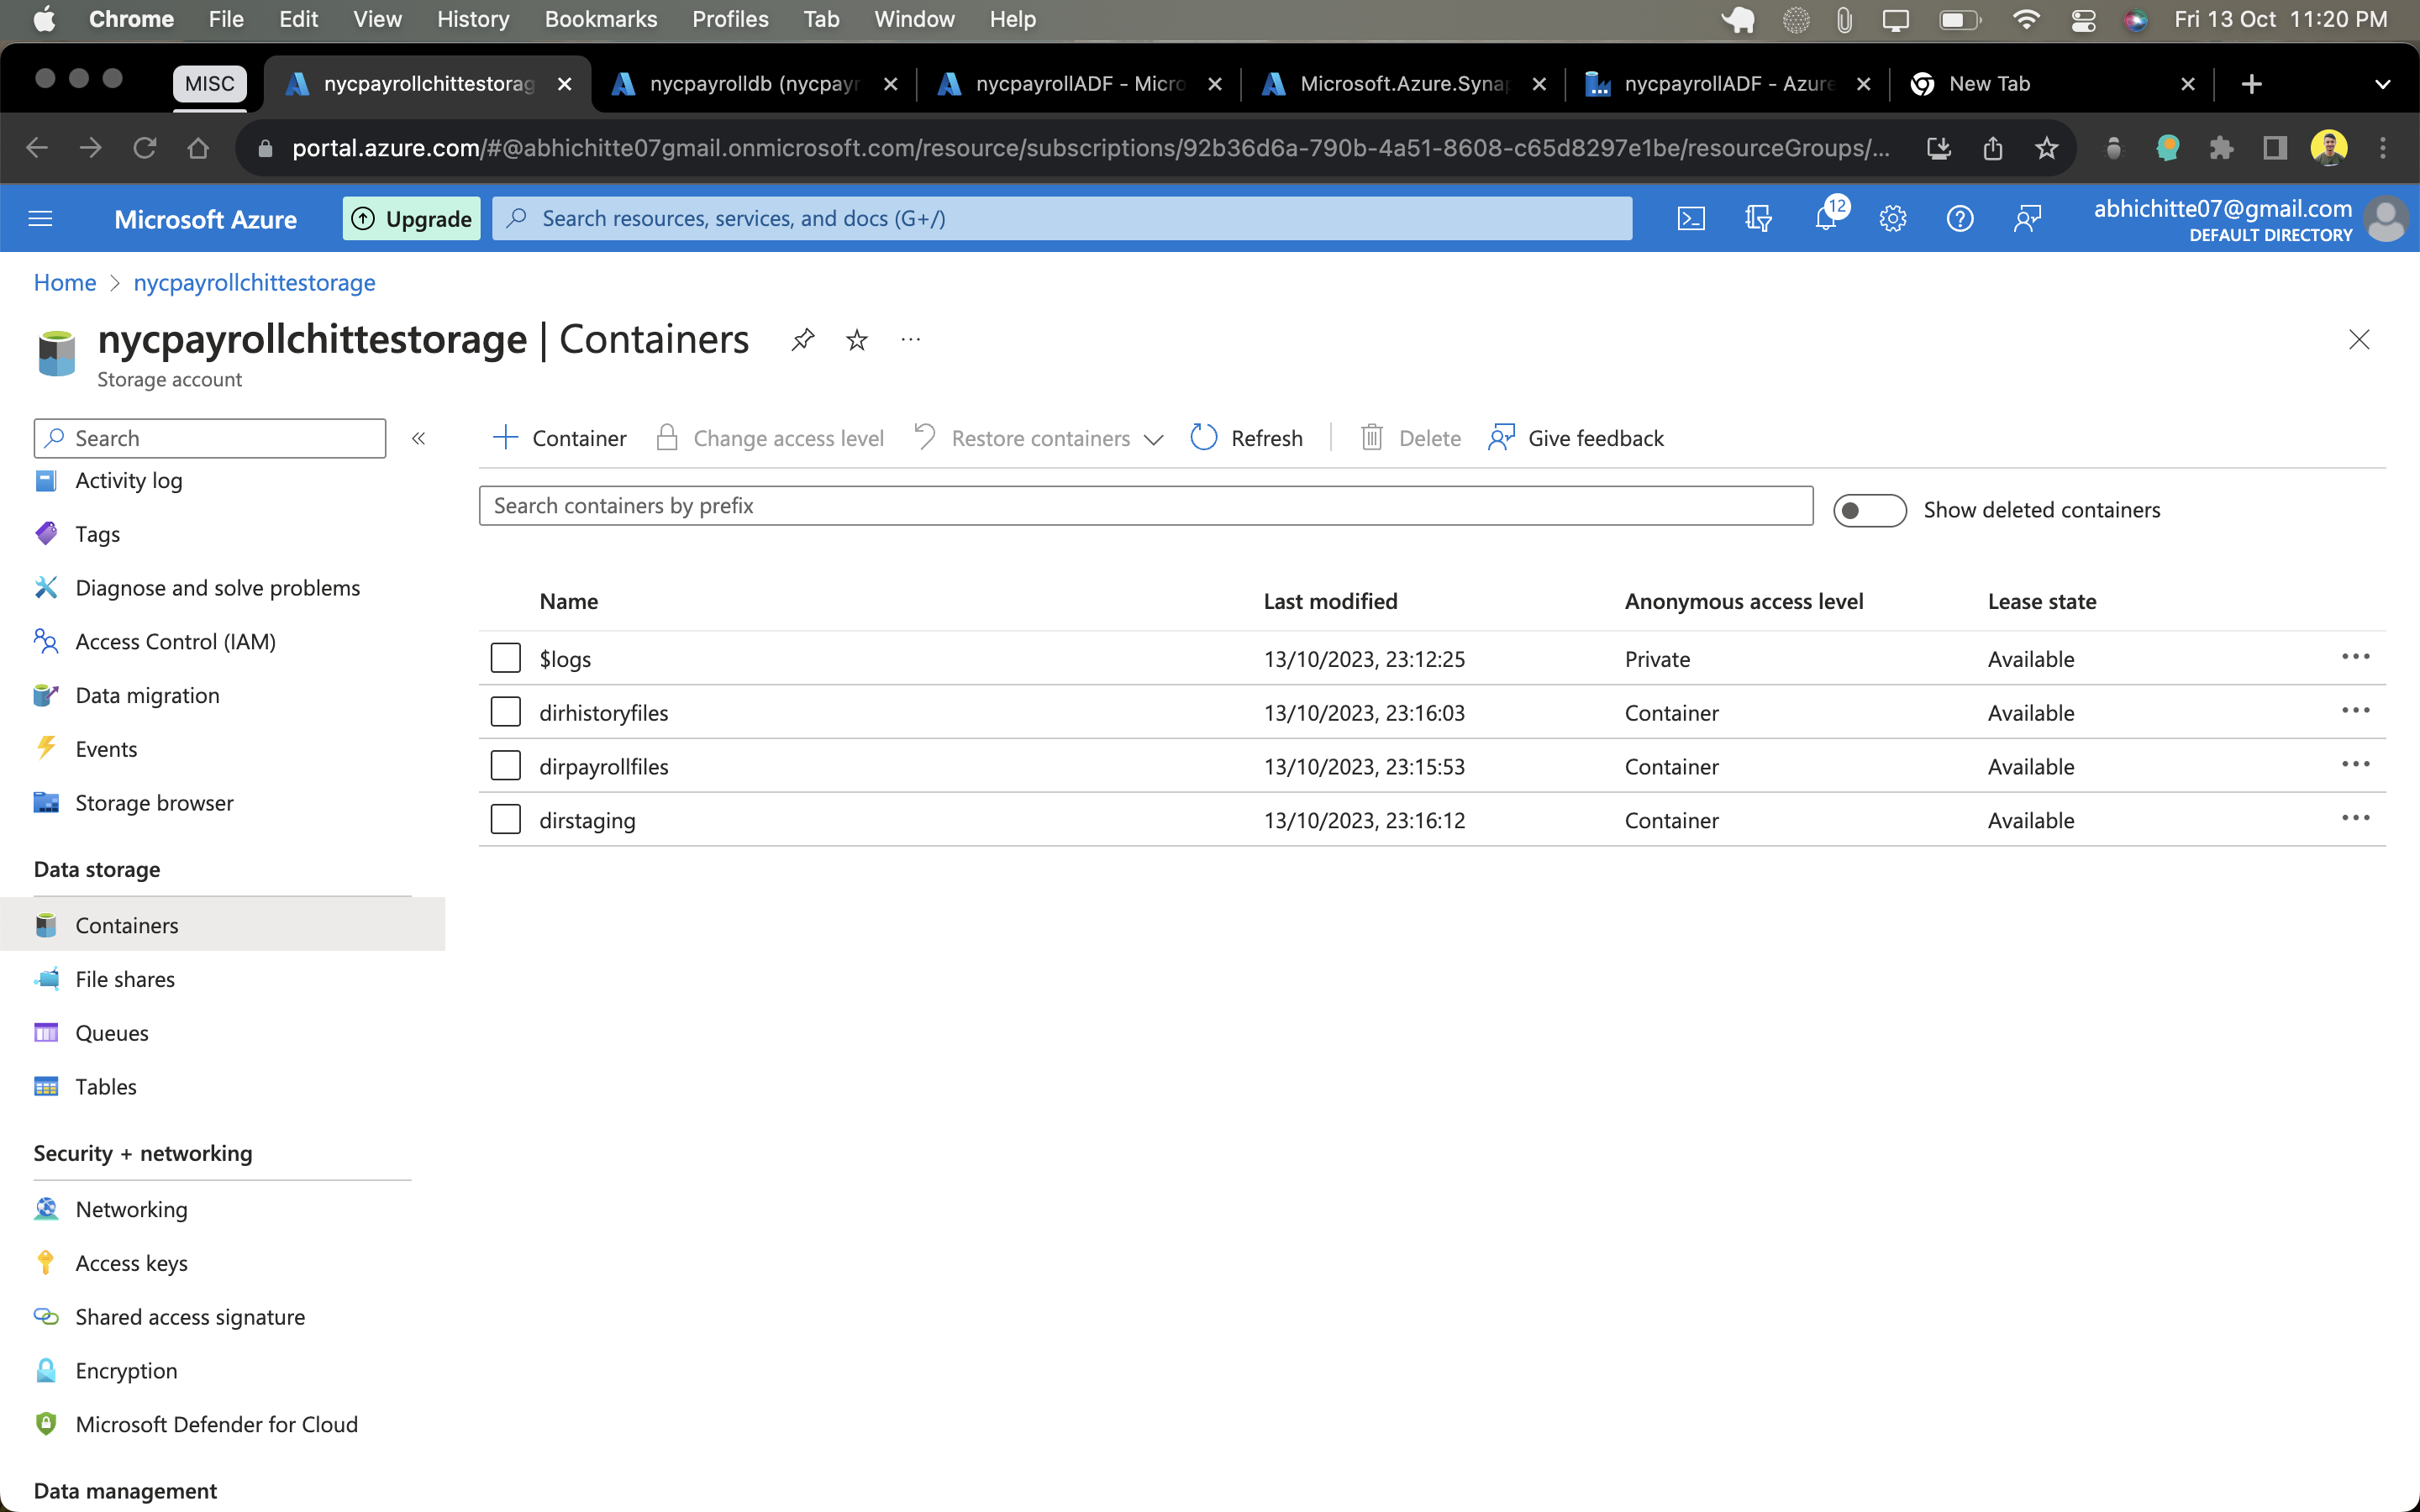 Chrome File Edit View History Bookmarks Profiles Tab Window Help Fri 13 Oct 11:20 PM
MISC nycpayrollchittestorag nycpayrolldb (nycpayr nycpayrollADF - Micro Microsoft.Azure.Synap nycpayrollADF - Azure New Tab
portal.azure.com/#@abhichitte07gmail.onmicrosoft.com/resource/subscriptions/92b36d6a-790b-4a51-8608-c65d8297e1be/resourceGroups/...
Microsoft Azure Upgrade Search resources, services, and docs (G+/) 12 abhichitte07@gmail.com
DEFAULT DIRECTORY
Home > nycpayrollchittestorage
nycpayrollchittestorage | Containers
Storage account
Search
Container Change access level Restore containers Refresh Delete Give feedback
Activity log
Tags
Diagnose and solve problems
Access Control (IAM)
Data migration
Events
Storage browser
Data storage
Containers
File shares
Queues
Tables
Security + networking
Networking
Access keys
Shared access signature
Encryption
Microsoft Defender for Cloud
Data management
Search containers by prefix Show deleted containers
Name Last modified Anonymous access level Lease state
$logs 13/10/2023, 23:12:25 Private Available
dirhistoryfiles 13/10/2023, 23:16:03 Container Available
dirpayrollfiles 13/10/2023, 23:15:53 Container Available
dirstaging 13/10/2023, 23:16:12 Container Available